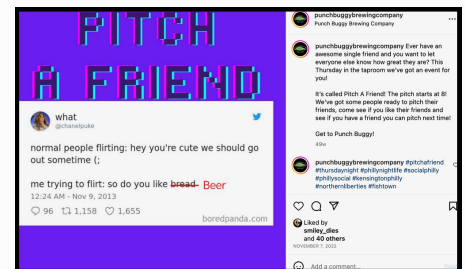 PITCH
A FRIEND
what
@chanelpuke
normal people flirting: hey you're cute we should go
out sometime (;
me trying to flirt: so do you like bread Beer
12:24 AM - Nov 9, 2013
96 1,158 1,655
boredpanda.com
punchbuggybrewingcompany
Punch Buggy Brewing Company
punchbuggybrewingcompany Ever have an
awesome single friend and you want to let
everyone else know how great they are? This
Thursday in the taproom we've got an event for
you!
It's called Pitch A Friend! The pitch starts at 8!
We've got some people ready to pitch their
friends, come see if you like their friends and
see if you have a friend you can pitch next time!
Get to Punch Buggy!
49w
punchbuggybrewingcompany #pitchafriend
#thursdaynight #phillynightlife #socialphilly
#phillysocial #kensingtonphilly
#northernliberties #fishtown
Liked by
smiley_dies
and 40 others
NOVEMBER 7, 2023
Add a comment...